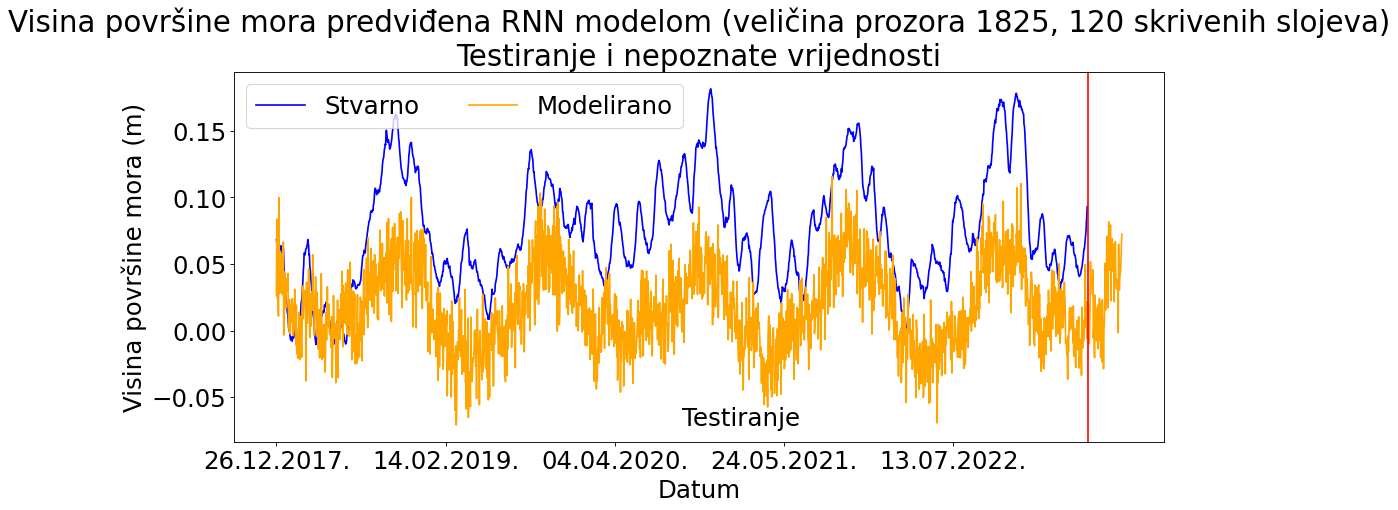 Visina površine mora predviđena RNN modelom (veličina prozora 1825, 120 skrivenih slojeva)
Testiranje i nepoznate vrijednosti
Stvarno
Modelirano
Visina površine mora (m)
0.15
0.10
0.05
0.00
−0.05
Testiranje
26.12.2017.
14.02.2019.
04.04.2020.
24.05.2021.
13.07.2022.
Datum